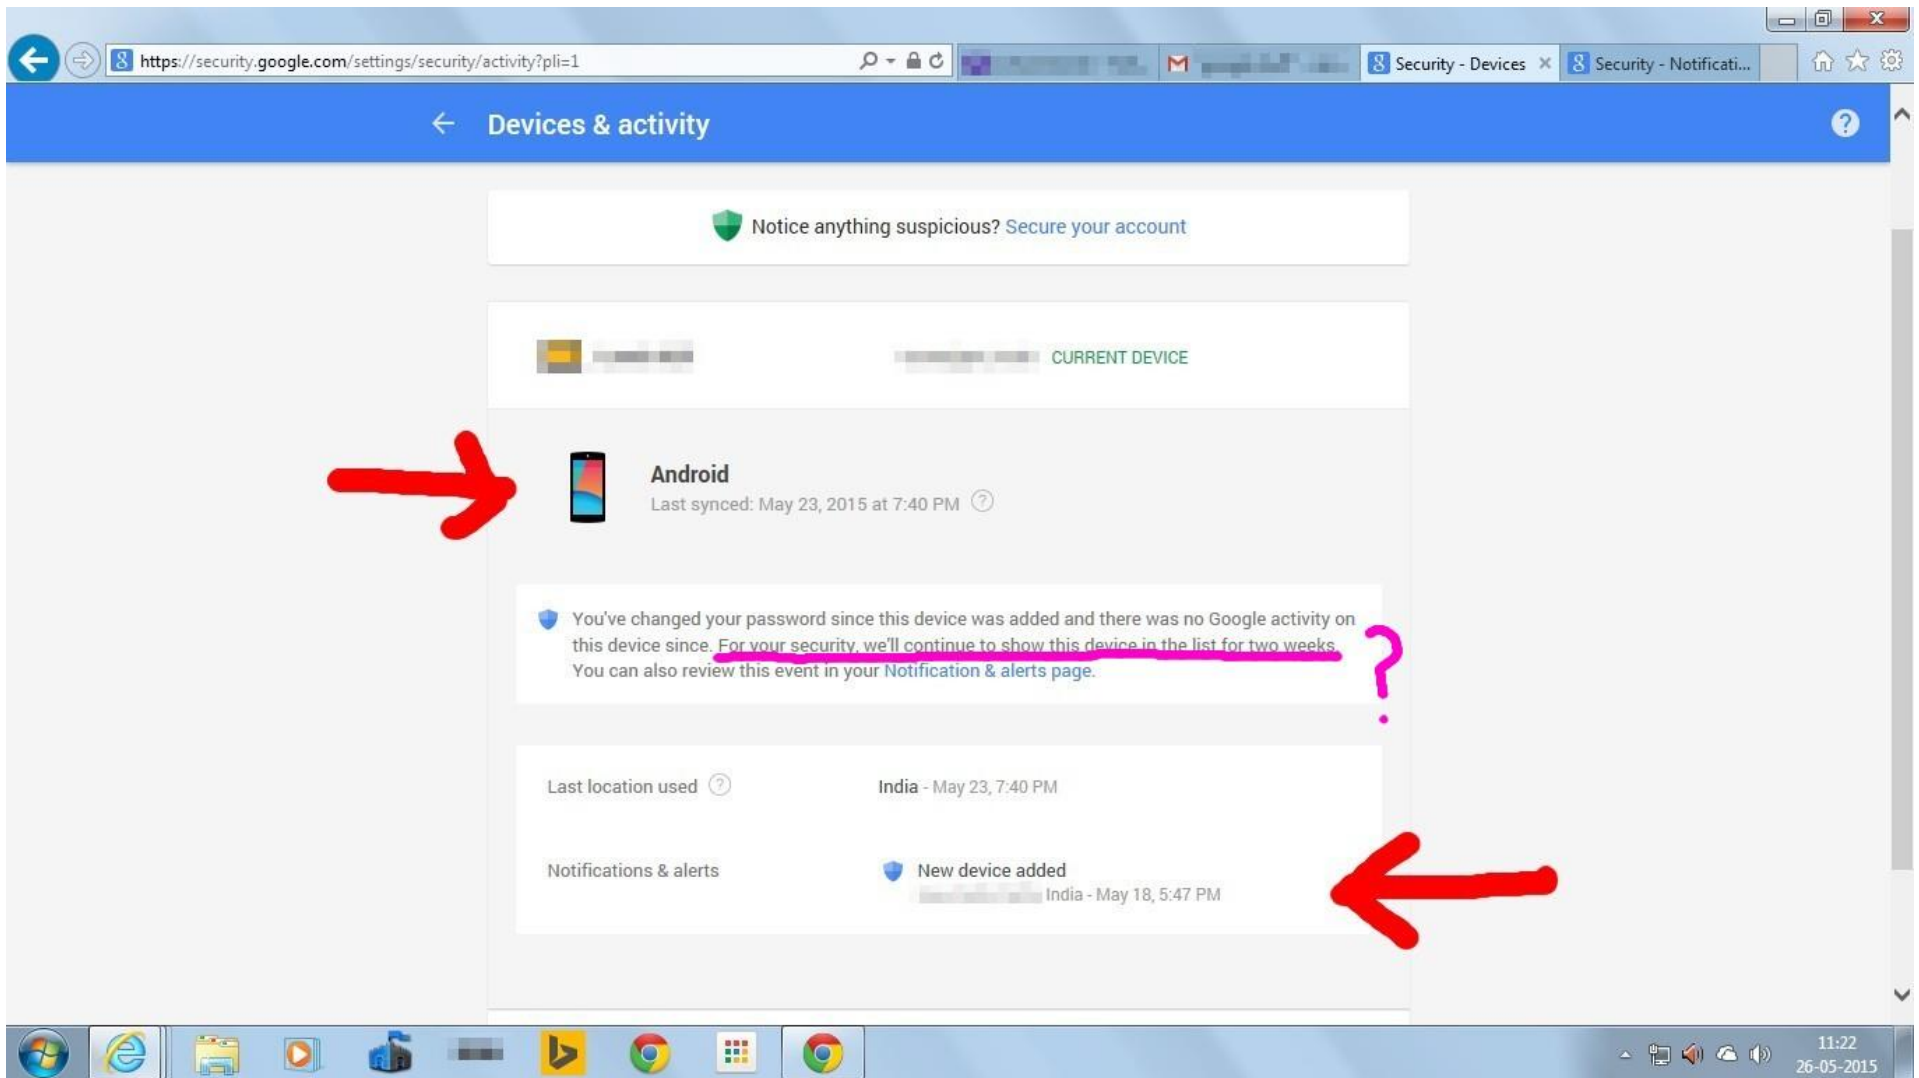 https://security.google.com/settings/security/activity?pli=1
Security - Devices
Security - Notificati...
Devices & activity
Notice anything suspicious? Secure your account
CURRENT DEVICE
Android
Last synced: May 23, 2015 at 7:40 PM ?
You've changed your password since this device was added and there was no Google activity on
this device since. For your security, we'll continue to show this device in the list for two weeks.
You can also review this event in your Notification & alerts page.
?
Last location used ? India - May 23, 7:40 PM
Notifications & alerts New device added
India - May 18, 5:47 PM
11:22
26-05-2015